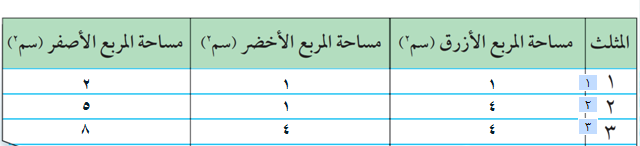 المثلث مساحة المربع الأزرق (سم٢) مساحة المربع الأخضر (سم٢) مساحة المربع الأصفر (سم٢)
١ ١ ١ ١ ٢
٢ ٢ ٤ ١ ٥
٣ ٣ ٤ ٤ ٨